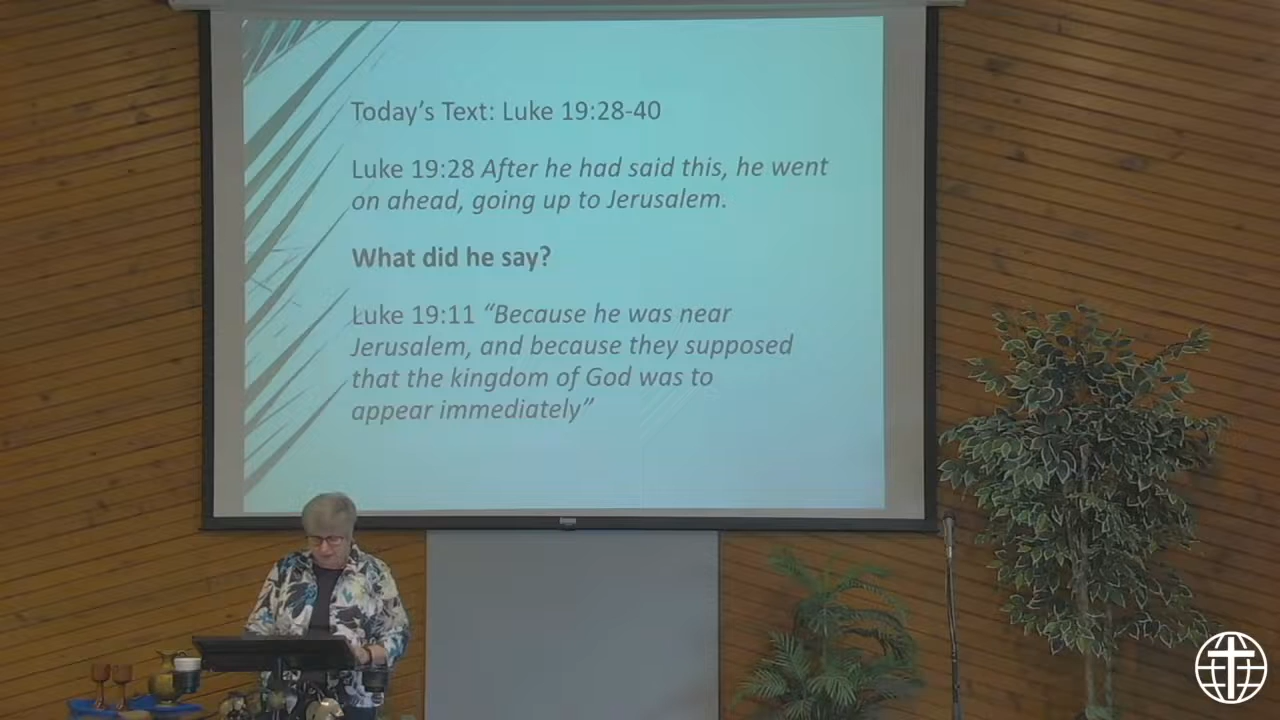 Today’s Text: Luke 19:28-40
Luke 19:28 After he had said this, he went
on ahead, going up to Jerusalem.
What did he say?
Luke 19:11 “Because he was near
Jerusalem, and because they supposed
that the kingdom of God was to
appear immediately”